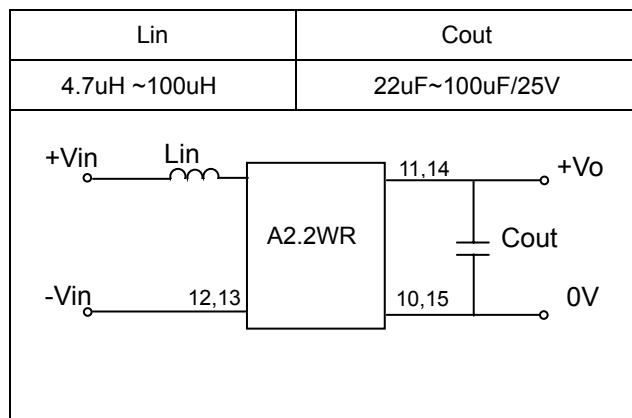 Lin Cout
4.7uH ~100uH 22uF~100uF/25V
+Vin Lin 11,14 +Vo
A2.2WR Cout
-Vin 12,13 10,15 0V